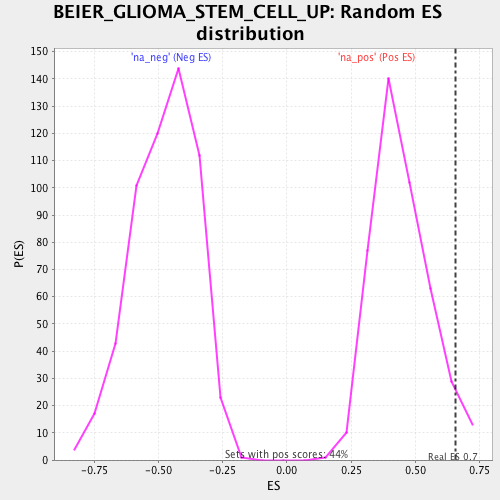 BEIER_GLIOMA_STEM_CELL_UP: Random ES
distribution
'na_neg' (Neg ES)
'na_pos' (Pos ES)
150
140
130
120
110
100
90
80
70
60
50
40
30
20
10
0
P(ES)
Sets with pos scores: 44%
Real ES 0.7
-0.75
-0.50
-0.25
0.00
0.25
0.50
0.75
ES